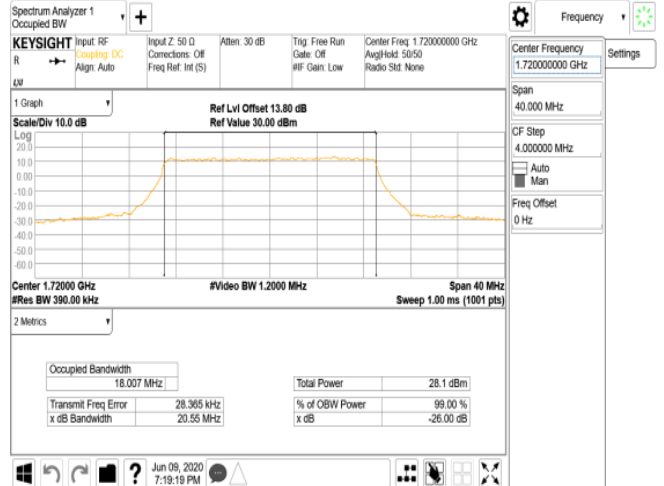 Spectrum Analyzer 1
Occupied BW
KEYSIGHT
R
Input: RF
Coupling: DC
Align: Auto
Input Z: 50 Ω
Corrections: Off
Freq Ref: Int (S)
Atten: 30 dB
Trig: Free Run
Gate: Off
#IF Gain: Low
Center Freq: 1.720000000 GHz
Avg|Hold: 50/50
Radio Std: None
Frequency
Settings
Center Frequency
1.720000000 GHz
Span
40.000 MHz
CF Step
4.000000 MHz
Auto
Man
Freq Offset
0 Hz
1 Graph
Scale/Div 10.0 dB
Ref Lvl Offset 13.80 dB
Ref Value 30.00 dBm
Log
20.0
10.0
0.00
-10.0
-20.0
-30.0
-40.0
-50.0
-60.0
Center 1.72000 GHz
#Res BW 390.00 kHz
#Video BW 1.2000 MHz
Span 40 MHz
Sweep 1.00 ms (1001 pts)
2 Metrics
Occupied Bandwidth
18.007 MHz
Total Power 28.1 dBm
Transmit Freq Error 28.365 kHz
% of OBW Power 99.00 %
x dB Bandwidth 20.55 MHz
x dB -26.00 dB
?
Jun 09, 2020
7:19:19 PM